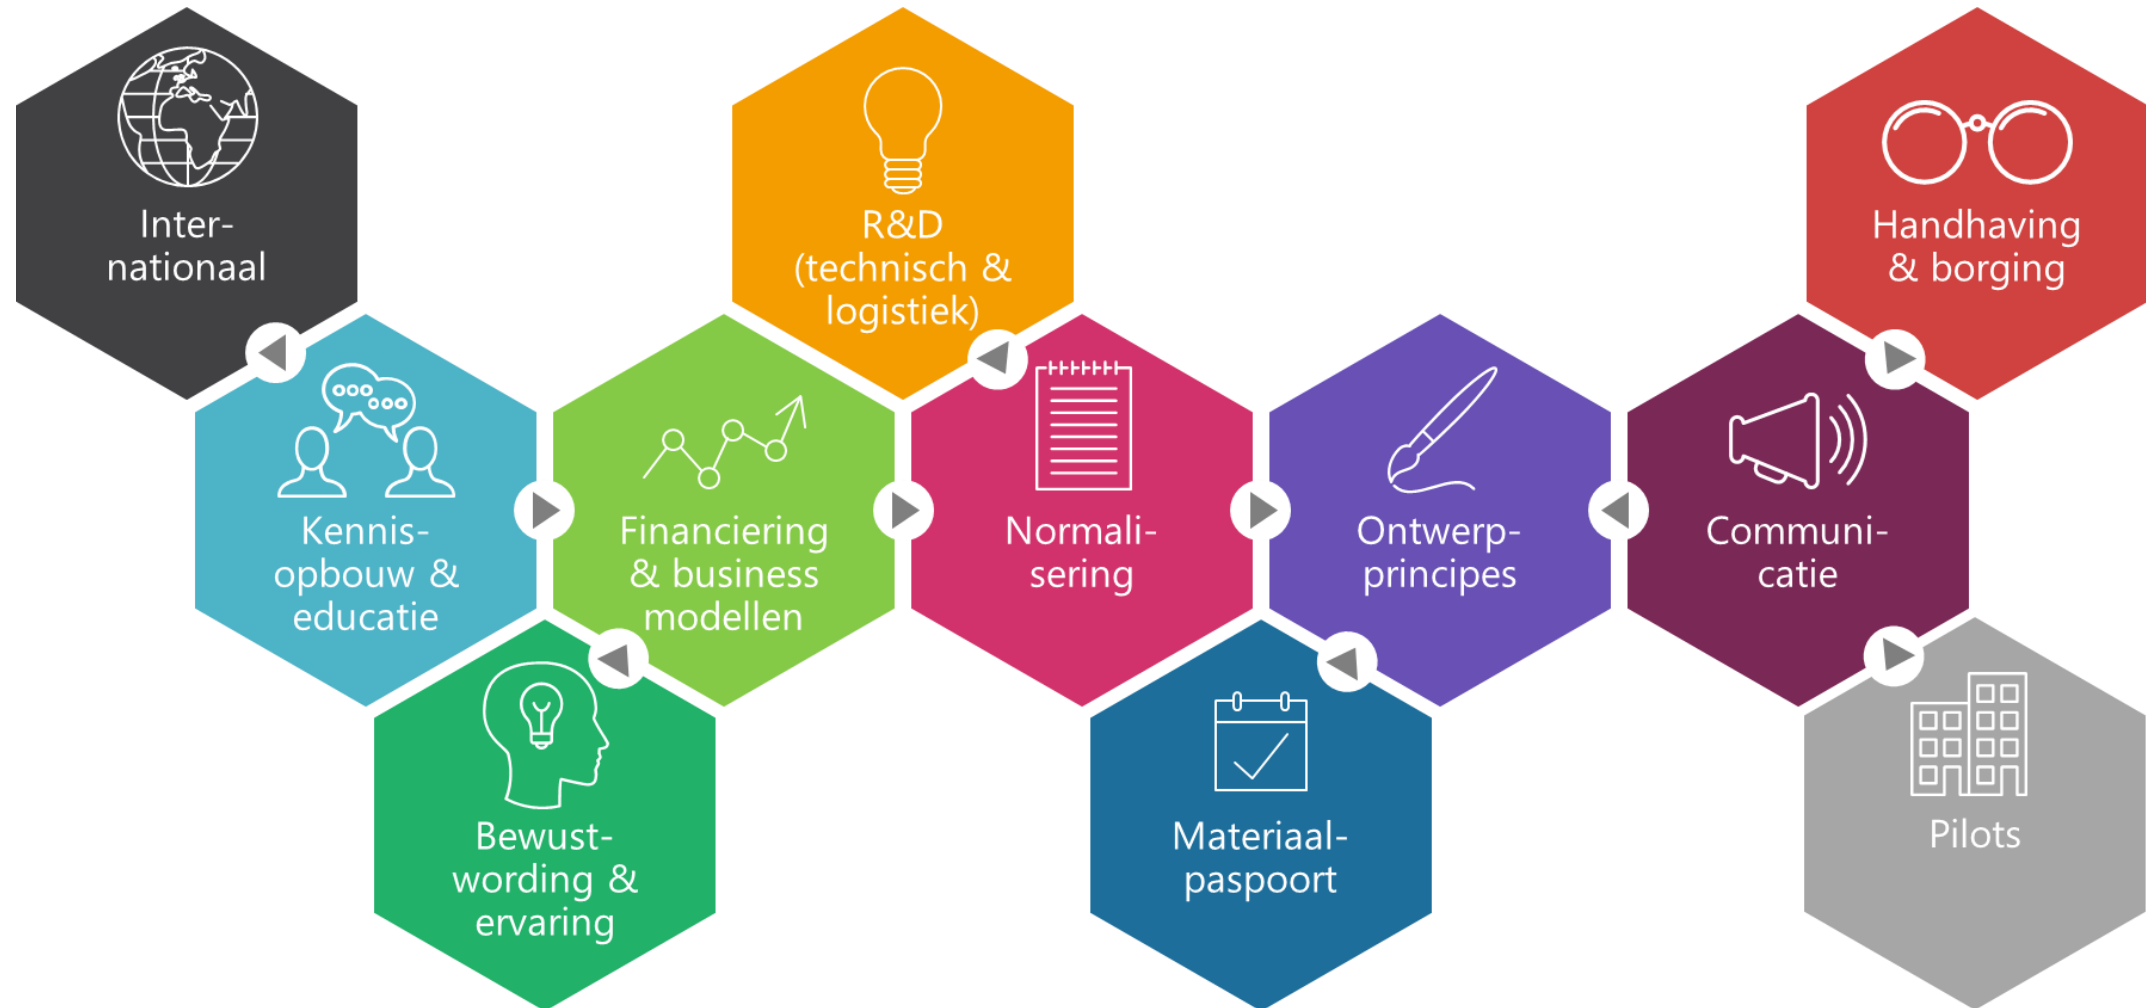 Inter-
nationaal
R&D
(technisch &
logistiek)
Handhaving
& borging
Kennis-
opbouw &
educatie
Financiering
& business
modellen
Normali-
sering
Ontwerp-
principes
Communi-
catie
Bewust-
wording &
ervaring
Materiaal-
paspoort
Pilots